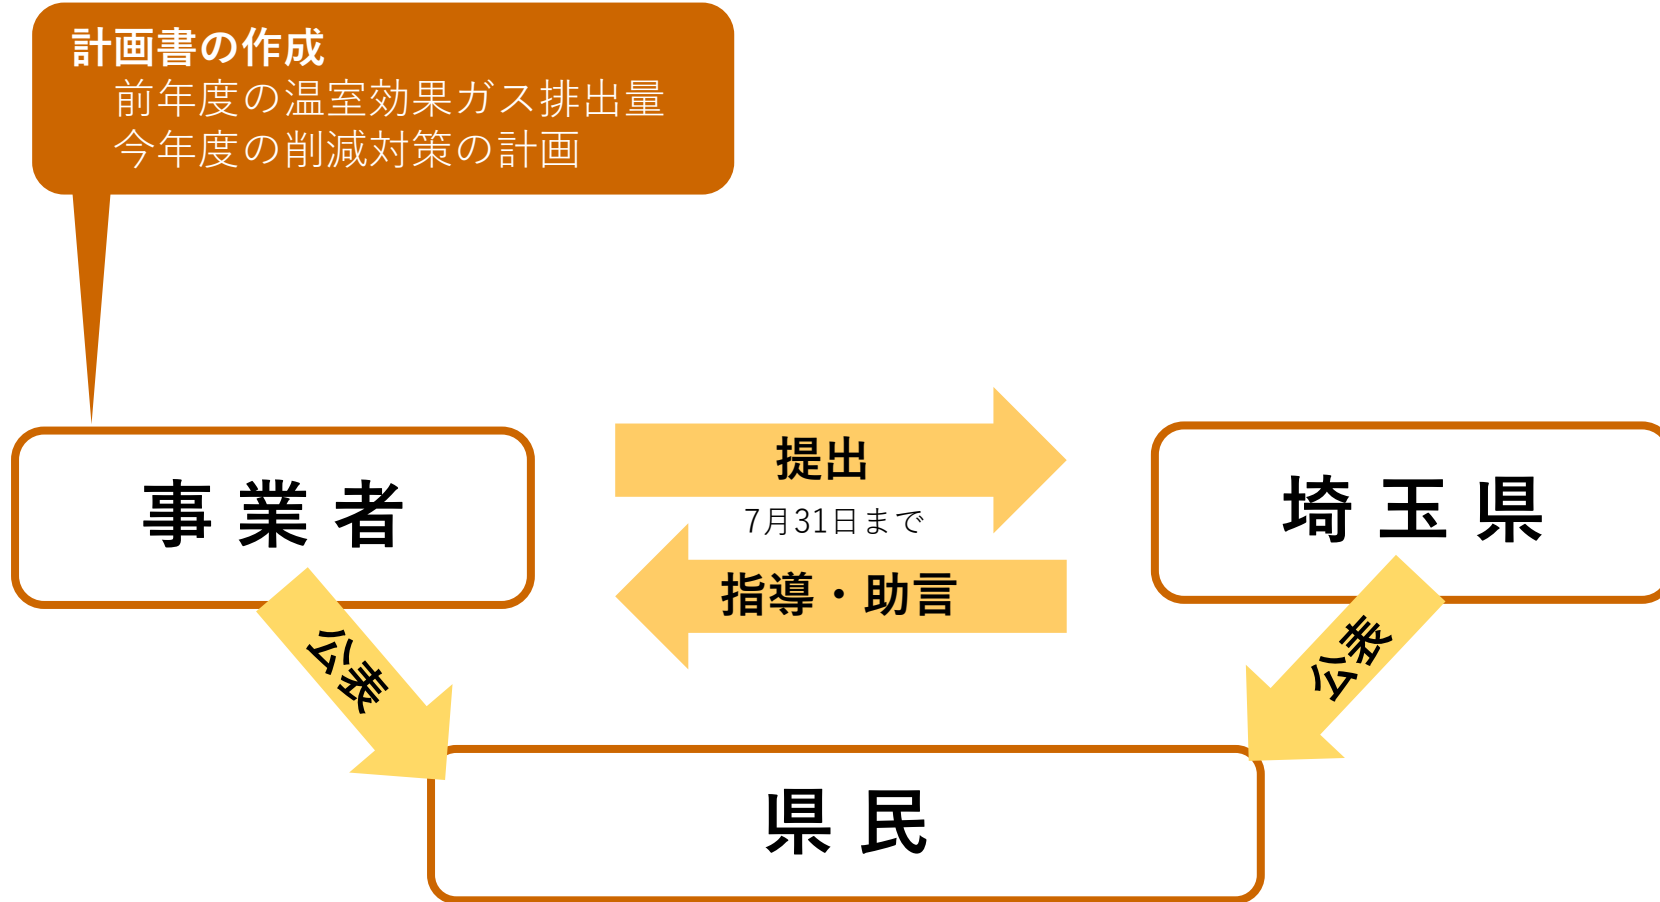 計画書の作成
前年度の温室効果ガス排出量
今年度の削減対策の計画
事業者
提出
7月31日まで
指導・助言
埼玉県
公表
公表
県民